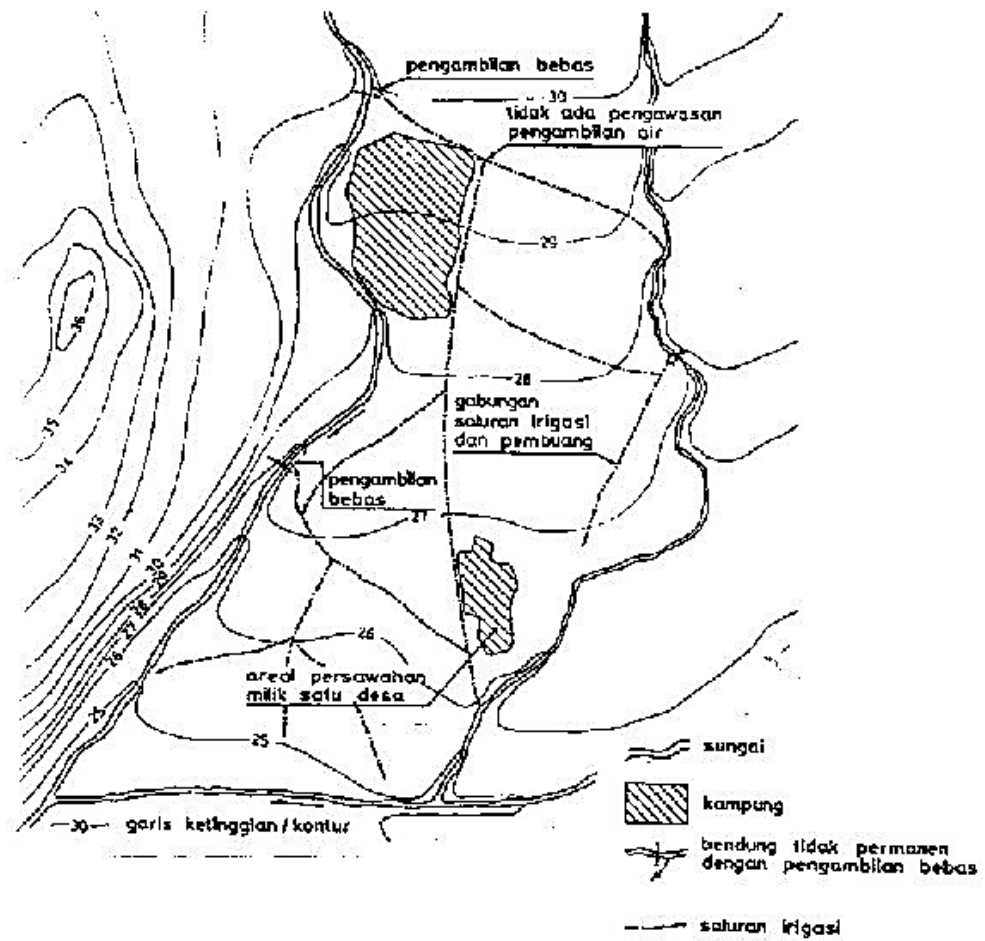 pengambilan bebas
30
tidak ada pengawasan
pengambilan air
29
36
28
gabungan
saluran irigasi
dan pembuang
35
34
pengambilan
bebas
27
33
32
31
30
29
28
27
26
26
areal persawahan
milik satu desa
25
25
sungai
kampung
30 garis ketinggian/kontur
bendung tidak permanen
dengan pengambilan bebas
saluran irigasi